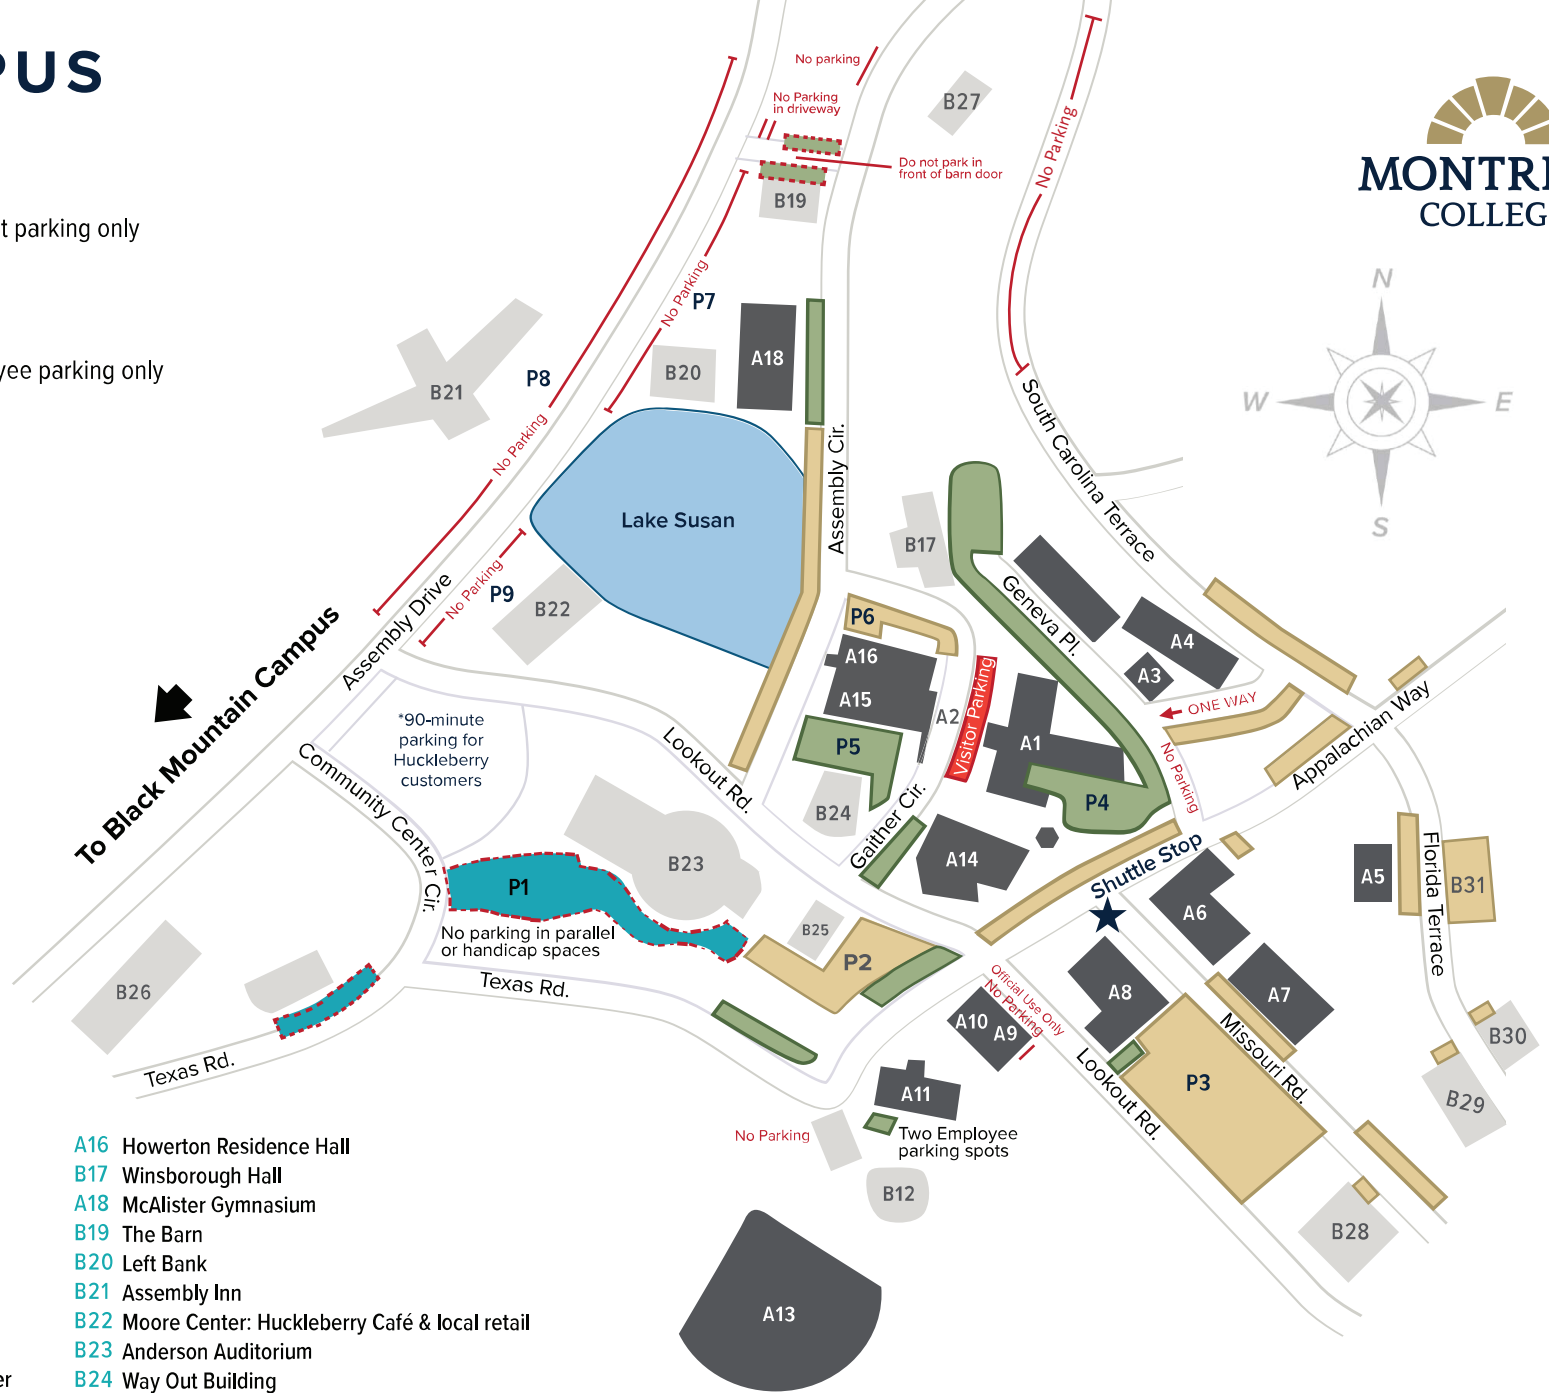 PUS
t parking only
yee parking only
MONTRE
COLLEG
N
W
E
S
No parking
No Parking
in driveway
Do not park in
front of barn door
B27
B19
No Parking
No Parking
P7
A18
B20
P8
B21
No Parking
South Carolina Terrace
Lake Susan
Assembly Cir.
B17
Geneva Pl.
No Parking
P9
B22
Assembly Drive
To Black Mountain Campus
P6
A16
A15
A2
Visitor Parking
A4
A3
ONE WAY
A1
No Parking
P4
P5
B24
Gaither Cir.
A14
Appalachian Way
*90-minute
parking for
Huckleberry
customers
Lookout Rd.
Community Center Cir.
P1
B23
No parking in parallel
or handicap spaces
B25
P2
Texas Rd.
B26
Texas Rd.
Shuttle Stop
A6
A5
B31
Florida Terrace
A7
A8
Official Use Only
No Parking
A10
A9
A11
Two Employee
parking spots
No Parking
B12
A13
Lookout Rd.
P3
Missouri Rd.
B30
B29
B28
A16 Howerton Residence Hall
B17 Winsborough Hall
A18 McAlister Gymnasium
B19 The Barn
B20 Left Bank
B21 Assembly Inn
B22 Moore Center: Huckleberry Café & local retail
B23 Anderson Auditorium
er
B24 Way Out Building